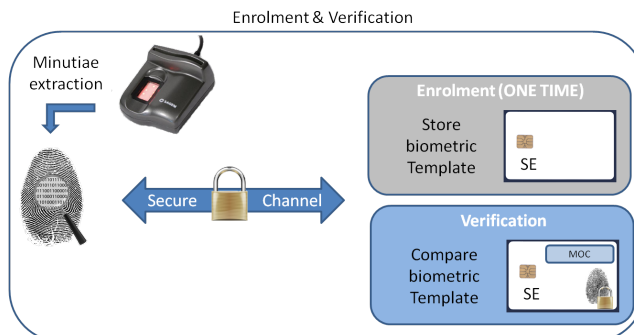 Enrolment & Verification
Minutiae
extraction
Enrolment (ONE TIME)
Store
biometric
Template
SE
Secure
Channel
Verification
Compare
biometric
Template
MOC
SE